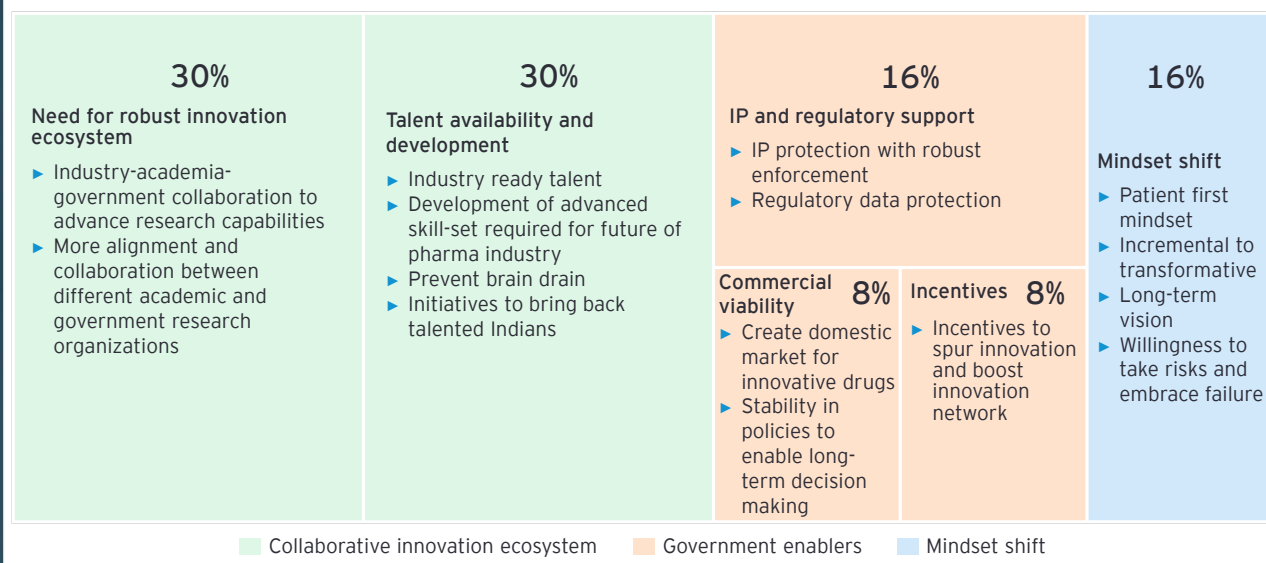 30%
Need for robust innovation
ecosystem
► Industry-academia-
government collaboration to
advance research capabilities
► More alignment and
collaboration between
different academic and
government research
organizations
30%
Talent availability and
development
► Industry ready talent
► Development of advanced
skill-set required for future of
pharma industry
► Prevent brain drain
► Initiatives to bring back
talented Indians
16%
IP and regulatory support
► IP protection with robust
enforcement
► Regulatory data protection
Commercial
viability
8%
► Create domestic
market for
innovative drugs
► Stability in
policies to
enable long-
term decision
making
Incentives 8%
► Incentives to
spur innovation
and boost
innovation
network
16%
Mindset shift
► Patient first
mindset
► Incremental to
transformative
► Long-term
vision
► Willingness to
take risks and
embrace failure
Collaborative innovation ecosystem Government enablers Mindset shift